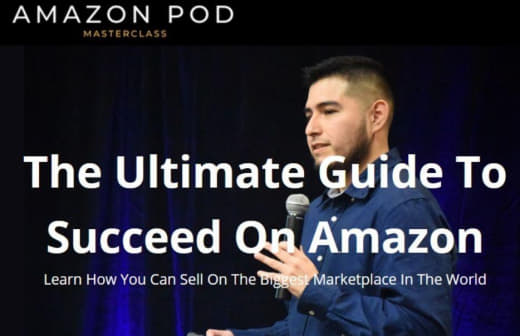 AMAZON POD
MASTERCLASS
The Ultimate Guide To
Succeed On Amazon
Learn How You Can Sell On The Biggest Marketplace In The World